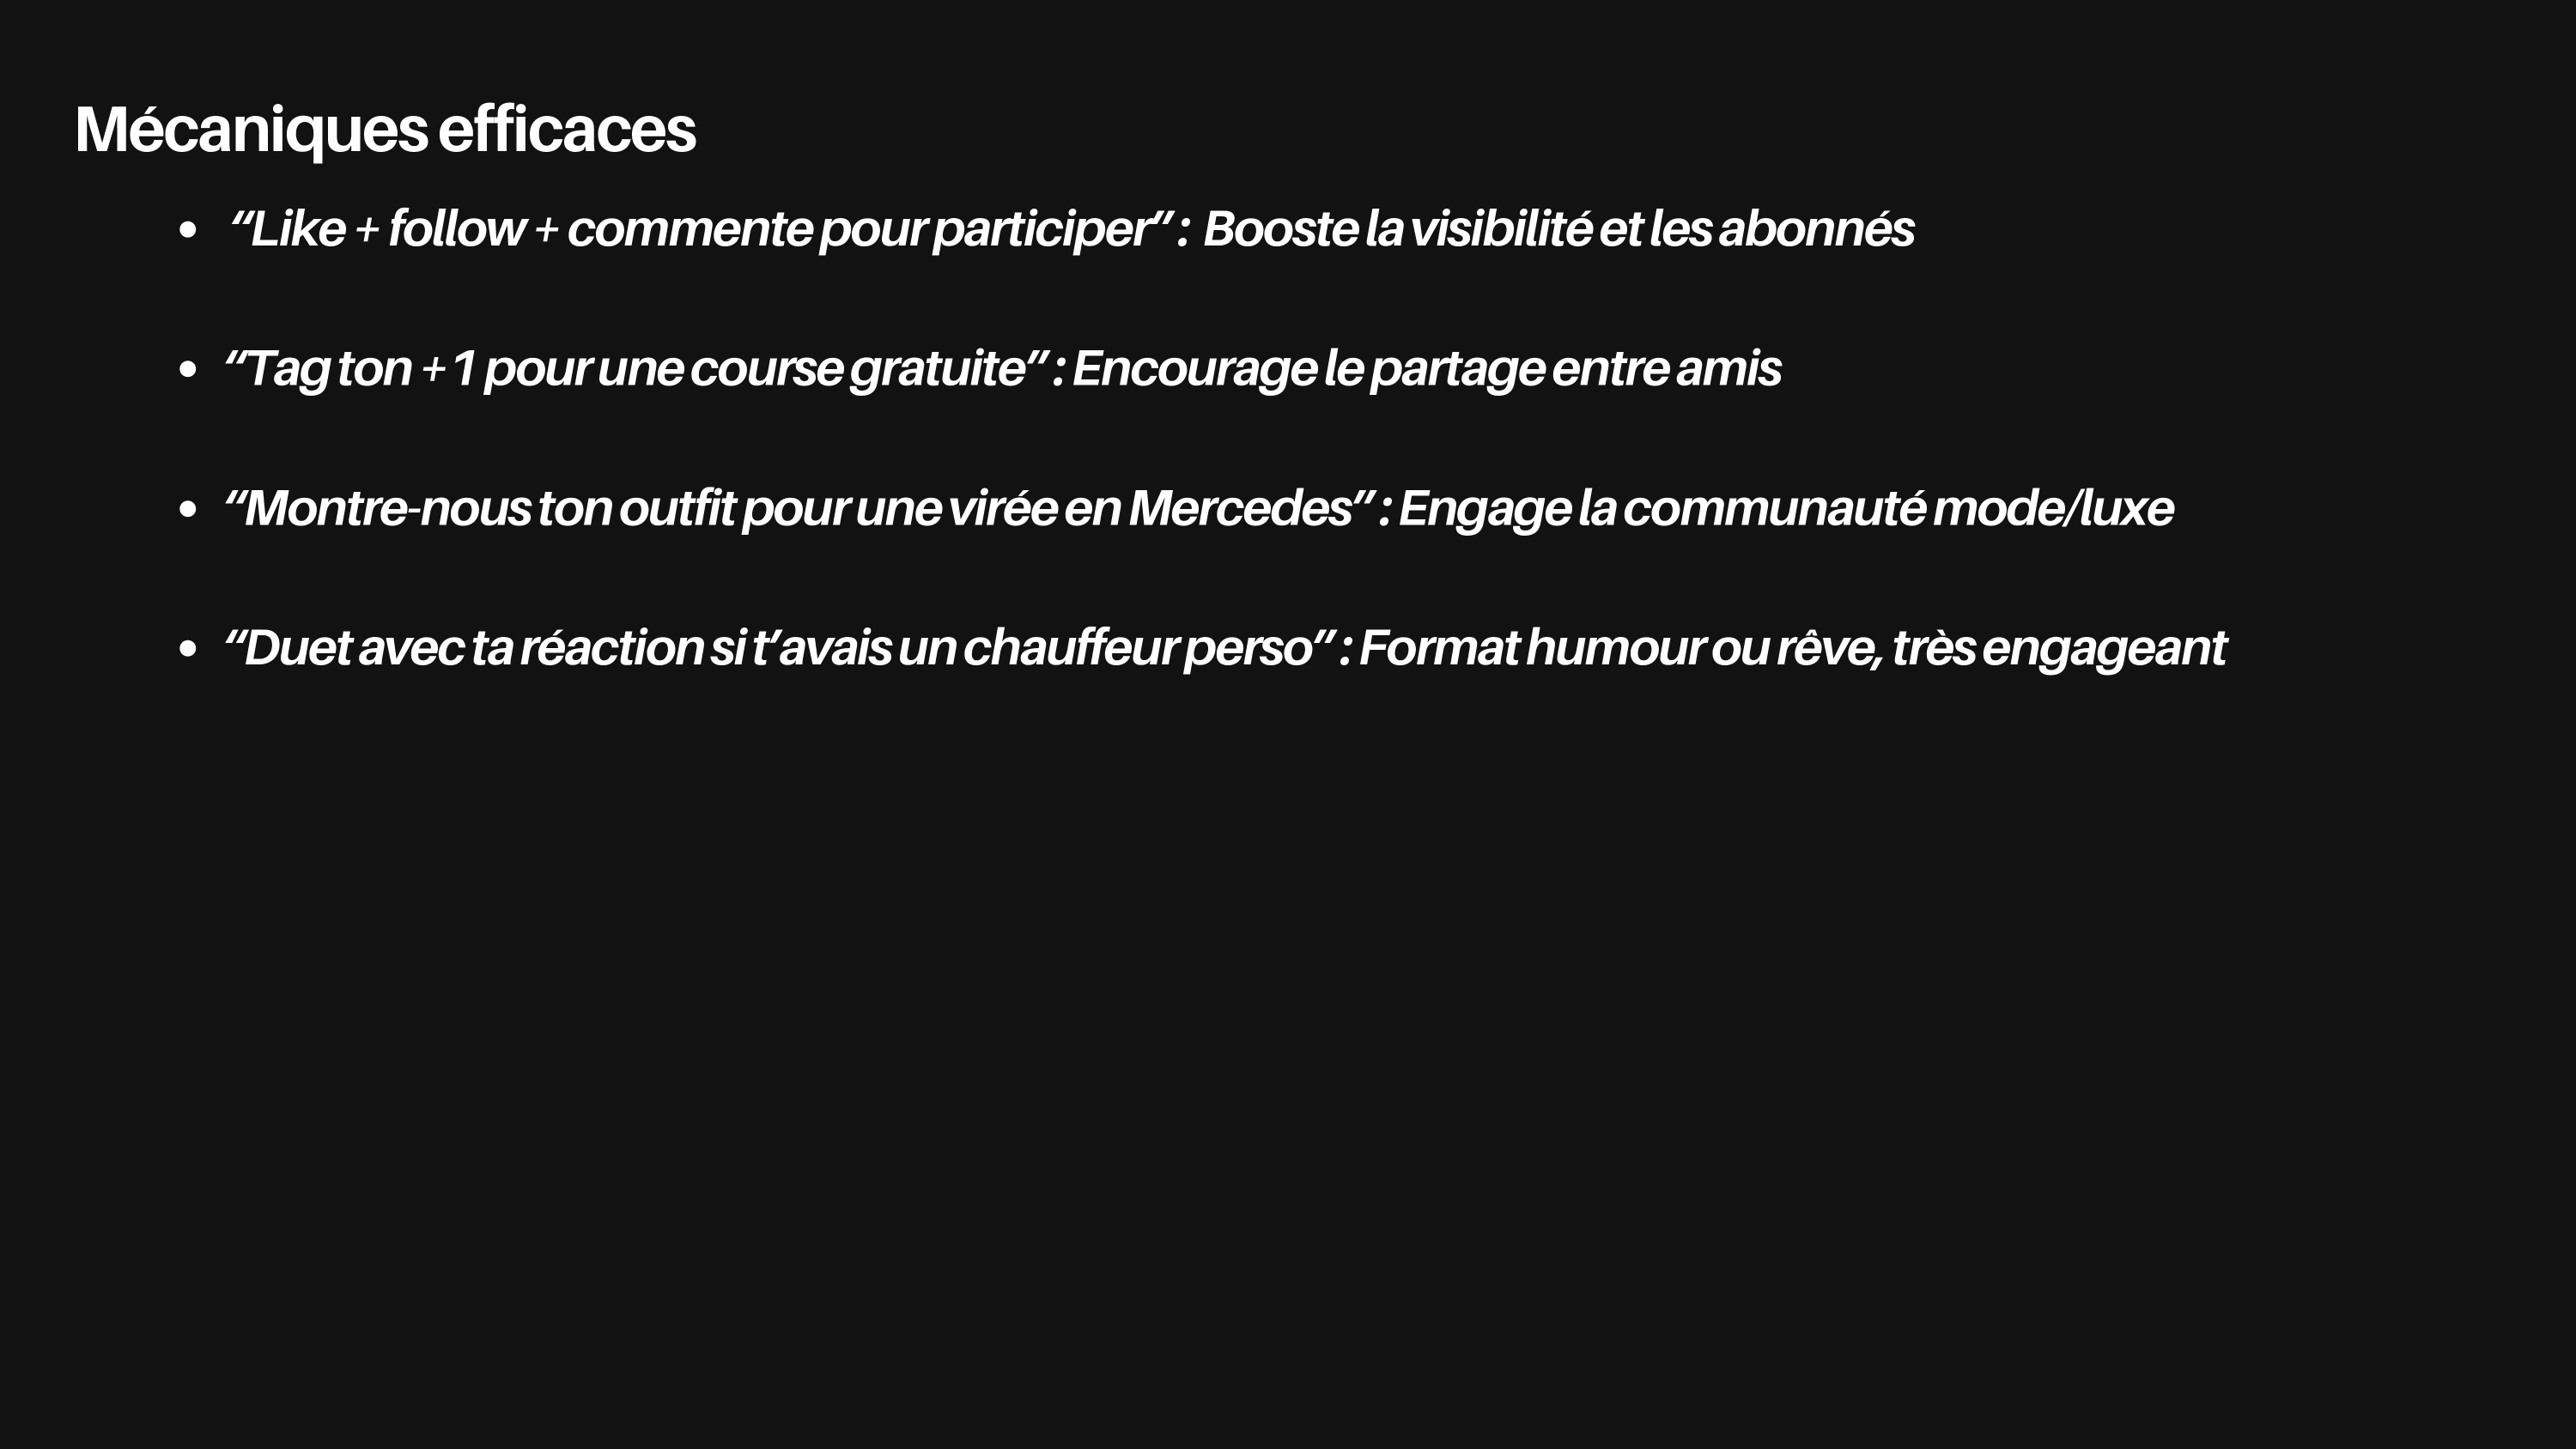 Mécaniques efficaces
• “Like + follow + commente pour participer” : Booste la visibilité et les abonnés
• “Tag ton +1 pour une course gratuite” : Encourage le partage entre amis
• “Montre-nous ton outfit pour une virée en Mercedes” : Engage la communauté mode/luxe
• “Duet avec ta réaction si t’avais un chauffeur perso” : Format humour ou rêve, très engageant